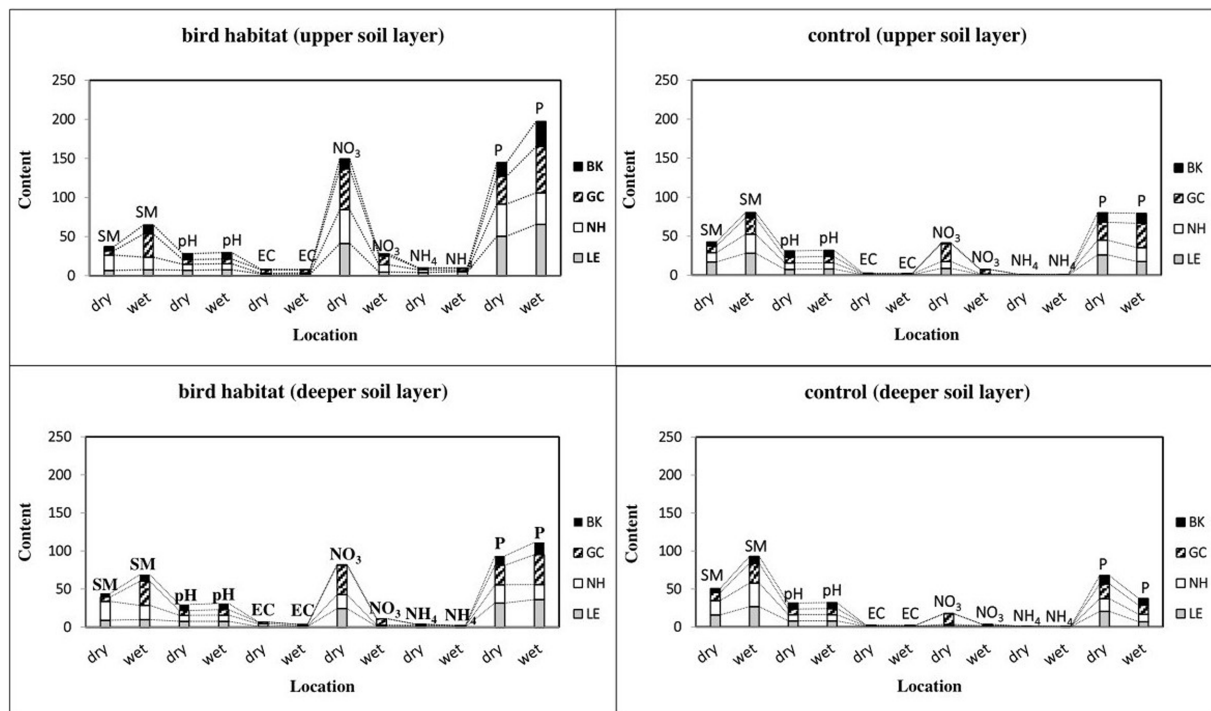 bird habitat (upper soil layer)
250
200
150
100
50
0
Content
SM
SM
pH
pH
EC
EC
NO₃
NO₃
NH₄
NH₄
P
P
BK
GC
NH
LE
dry wet dry wet dry wet dry wet dry wet dry wet
Location
control (upper soil layer)
250
200
150
100
50
0
Content
SM
SM
pH
pH
EC
EC
NO₃
NO₃
NH₄
NH₄
P
P
BK
GC
NH
LE
dry wet dry wet dry wet dry wet dry wet dry wet
Location
bird habitat (deeper soil layer)
250
200
150
100
50
0
Content
SM
SM
pH
pH
EC
EC
NO₃
NO₃
NH₄
NH₄
P
P
BK
GC
NH
LE
dry wet dry wet dry wet dry wet dry wet dry wet
Location
control (deeper soil layer)
250
200
150
100
50
0
Content
SM
SM
pH
pH
EC
EC
NO₃
NO₃
NH₄
NH₄
P
P
BK
GC
NH
LE
dry wet dry wet dry wet dry wet dry wet dry wet
Location